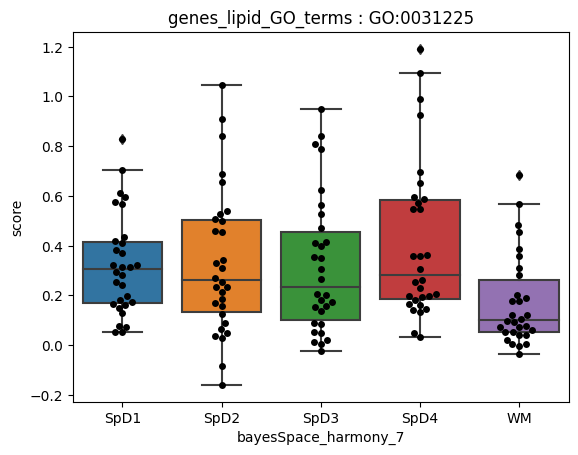 genes_lipid_GO_terms : GO:0031225
1.2
1.0
0.8
0.6
0.4
0.2
0.0
−0.2
score
SpD1 SpD2 SpD3 SpD4 WM
bayesSpace_harmony_7